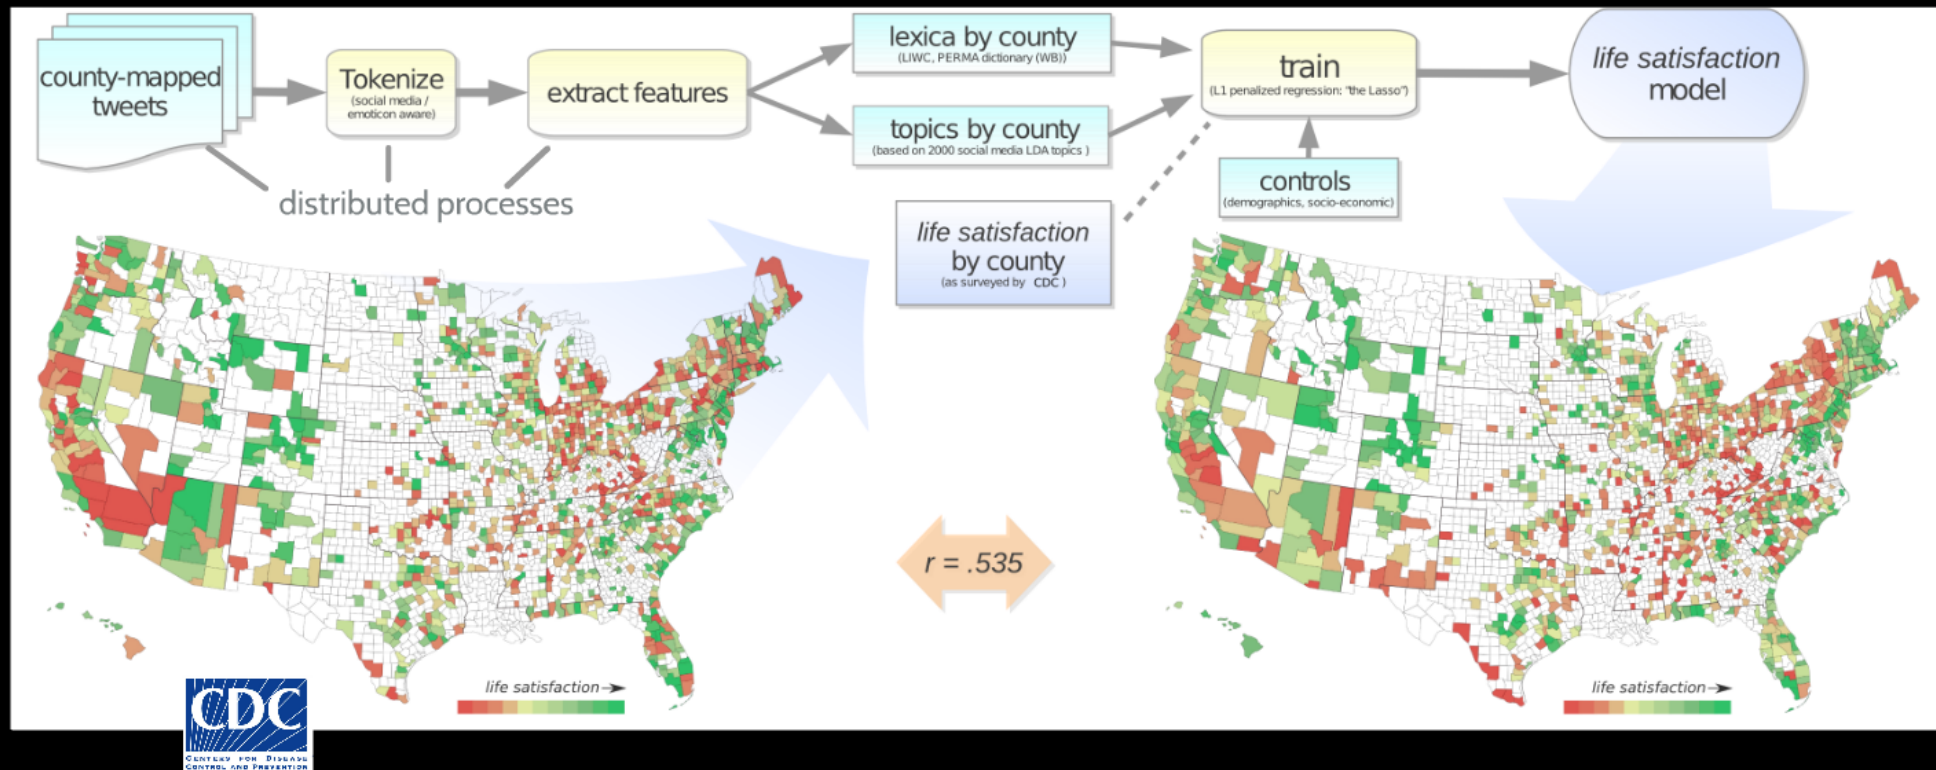 county-mapped
tweets
Tokenize
(social media /
emoticon aware)
extract features
distributed processes
lexica by county
(LIWC, PERMA dictionary (WB))
topics by county
(based on 2000 social media LDA topics )
train
(L1 penalized regression: "the Lasso")
controls
(demographics, socio-economic)
life satisfaction
model
life satisfaction
by county
(as surveyed by CDC )
r = .535
life satisfaction
life satisfaction
CDC
CENTERS FOR DISEASE
CONTROL AND PREVENTION